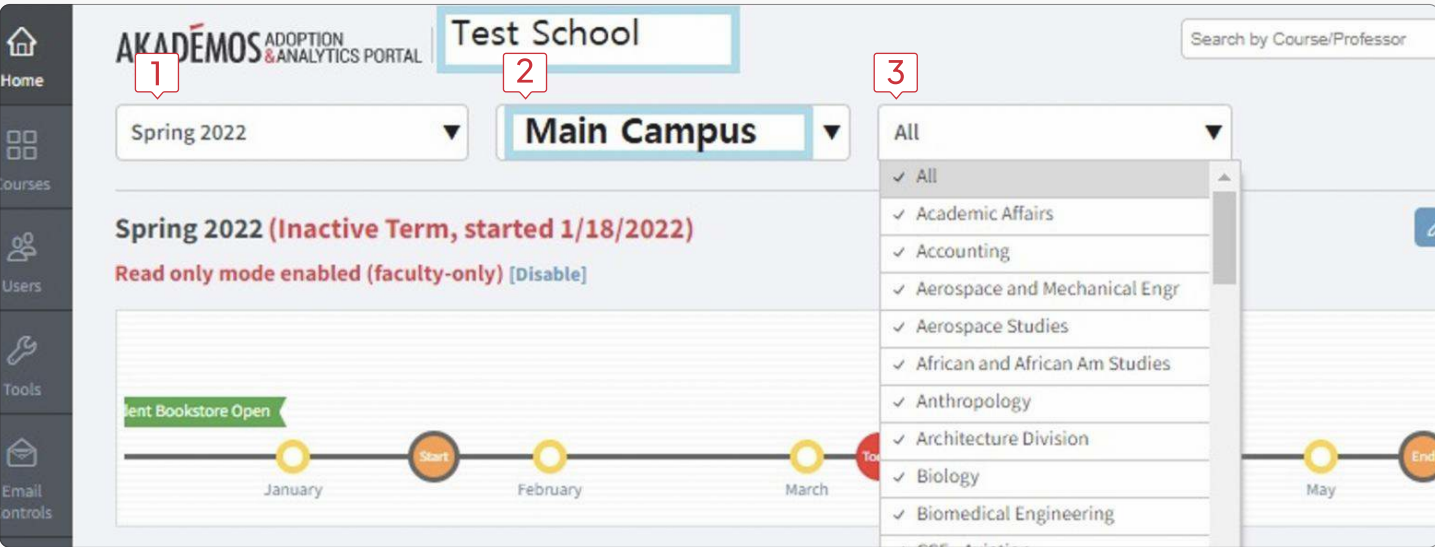 Home
Courses
Users
Tools
Email
Controls
AKADĒMOS ADOPTION
&ANALYTICS PORTAL
Test School
Search by Course/Professor
1
2
3
Spring 2022
Main Campus
All
All
Academic Affairs
Accounting
Aerospace and Mechanical Engr
Aerospace Studies
African and African Am Studies
Anthropology
Architecture Division
Biology
Biomedical Engineering
Spring 2022 (Inactive Term, started 1/18/2022)
Read only mode enabled (faculty-only) [Disable]
dent Bookstore Open
Start
End
January
February
March
May